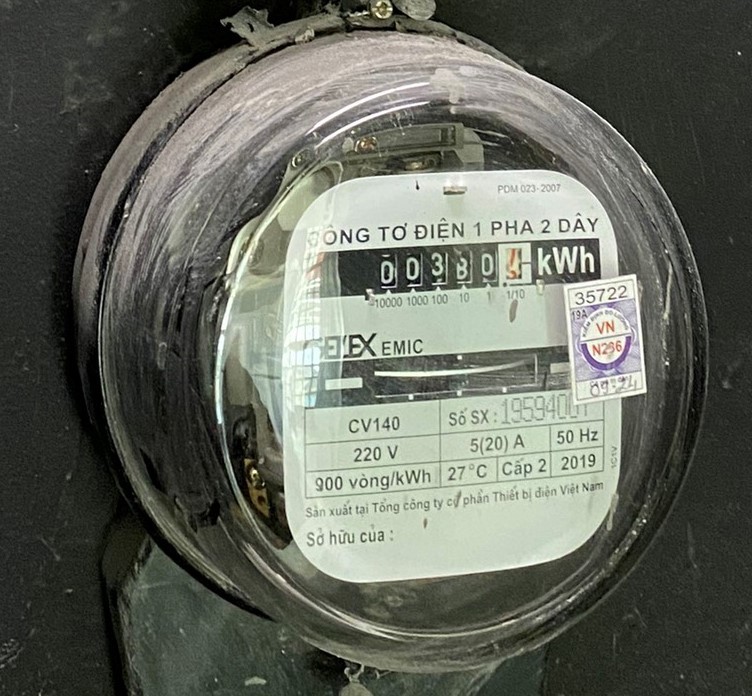 PDM 023-2007
CÔNG TƠ ĐIỆN 1 PHA 2 DÂY
0 0 3 8 0 kWh
10000 1000 100 10 1 1/10
35722
19A
VN
N236
GELEX EMIC
CV140
Số SX :
220 V
5(20) A
50 Hz
900 vòng/kWh
27°C
Cấp 2
2019
Sản xuất tại Tổng công ty cổ phần Thiết bị điện Việt Nam
Sở hữu của :